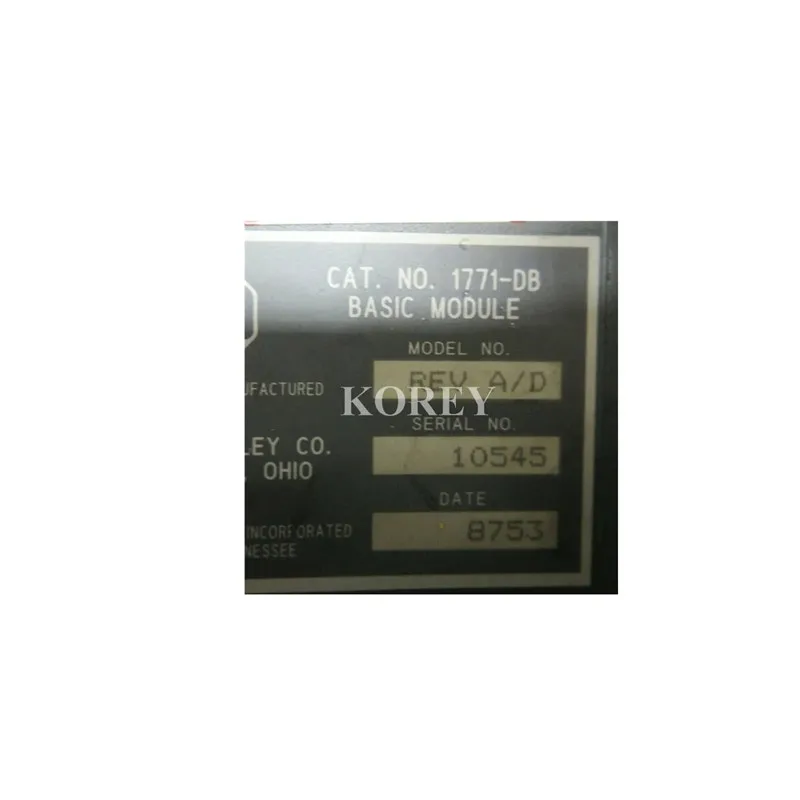 CAT. NO. 1771-DB
BASIC MODULE
MODEL NO.
UFACTURED
REV A/D
KOREY
SERIAL NO.
LEY CO.
10545
, OHIO
DATE
INCORPORATED
8753
NESSEE